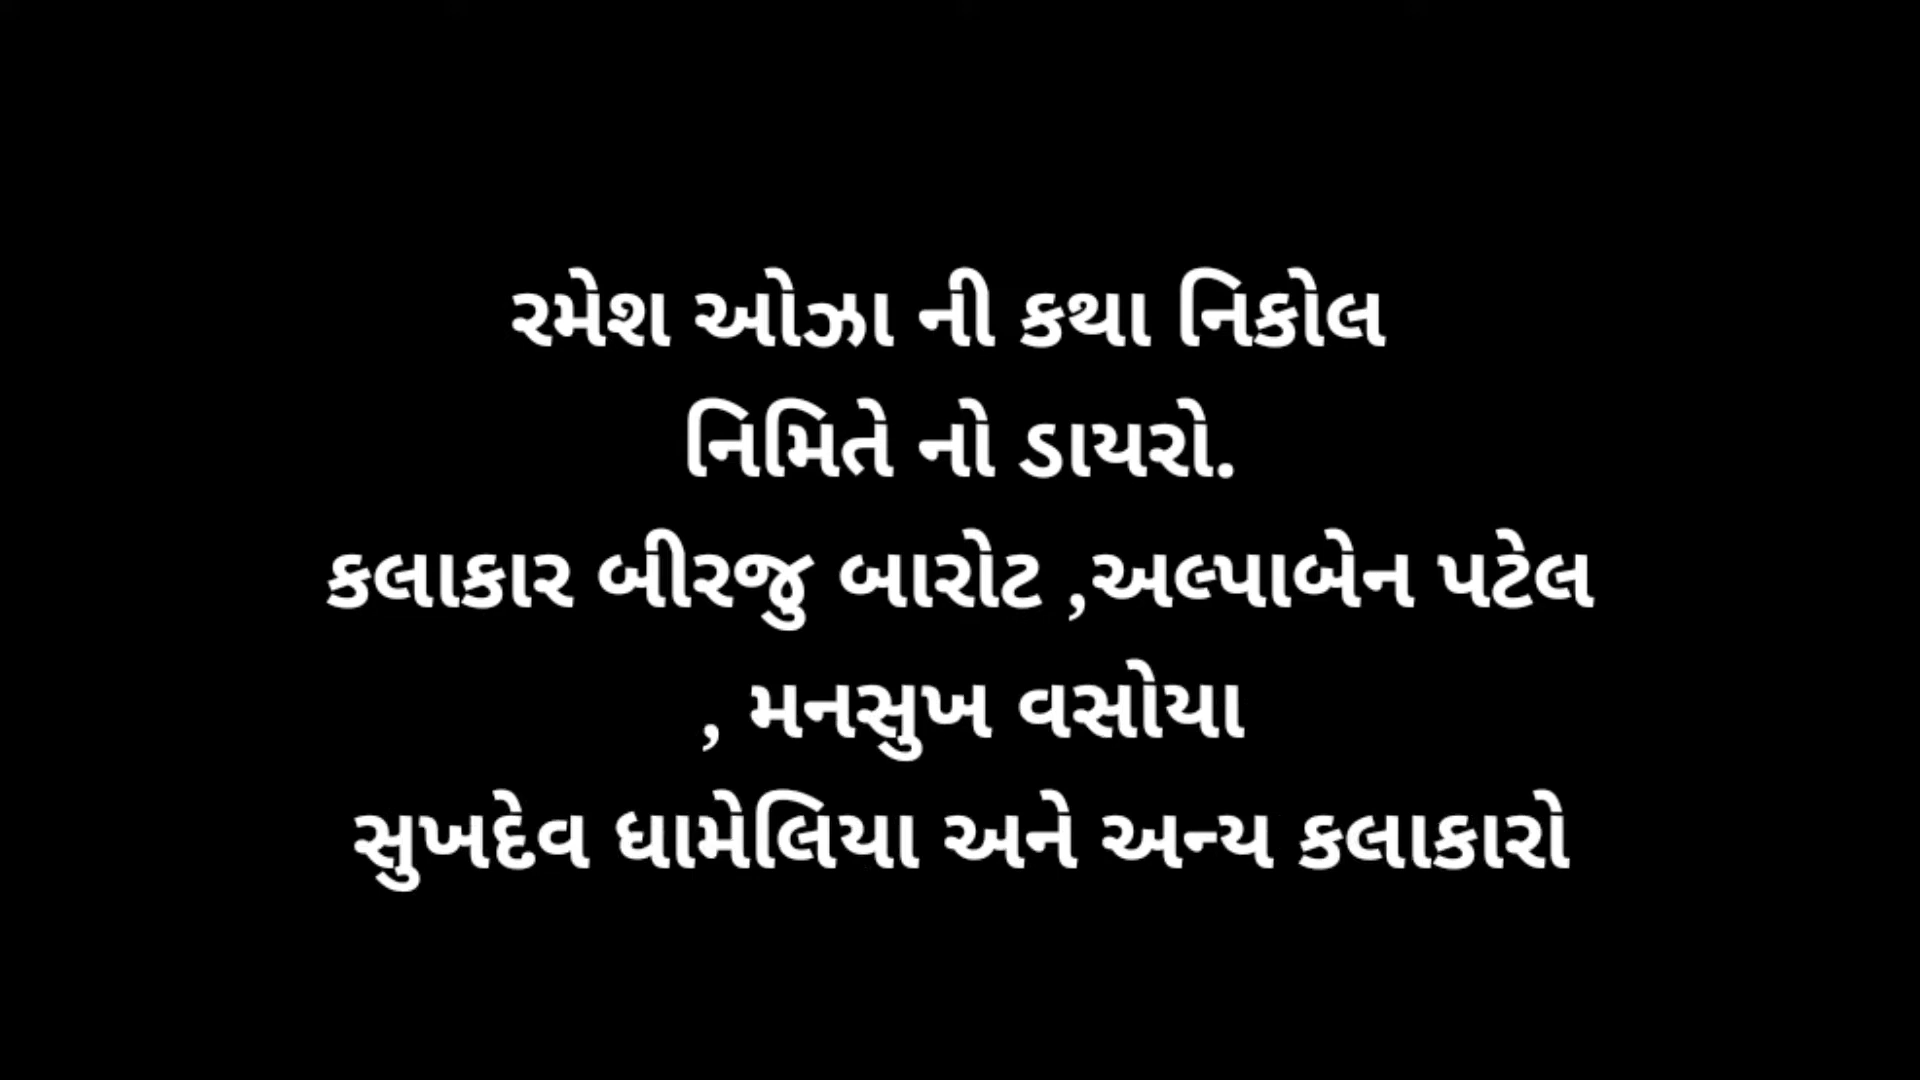 રમેશ ઓઝા ની કથા નિકોલ
નિમિતે નો ડાયરો.
કલાકાર બીરજુ બારોટ ,અલ્પાબેન પટેલ
, મનસુખ વસોયા
સુખદેવ ધામેલિયા અને અન્ય કલાકારો